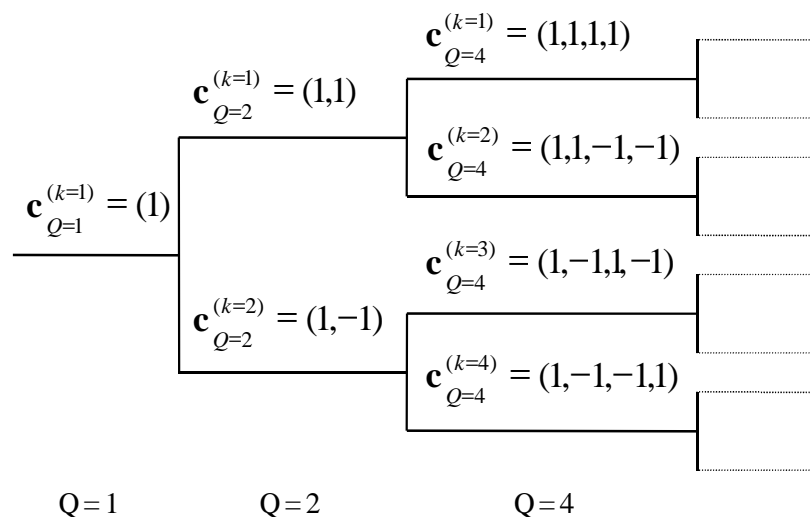 c_{Q=4}^{(k=1)} = (1,1,1,1)
c_{Q=2}^{(k=1)} = (1,1)
c_{Q=4}^{(k=2)} = (1,1,−1,−1)
c_{Q=1}^{(k=1)} = (1)
c_{Q=4}^{(k=3)} = (1,−1,1,−1)
c_{Q=2}^{(k=2)} = (1,−1)
c_{Q=4}^{(k=4)} = (1,−1,−1,1)
Q = 1 Q = 2 Q = 4